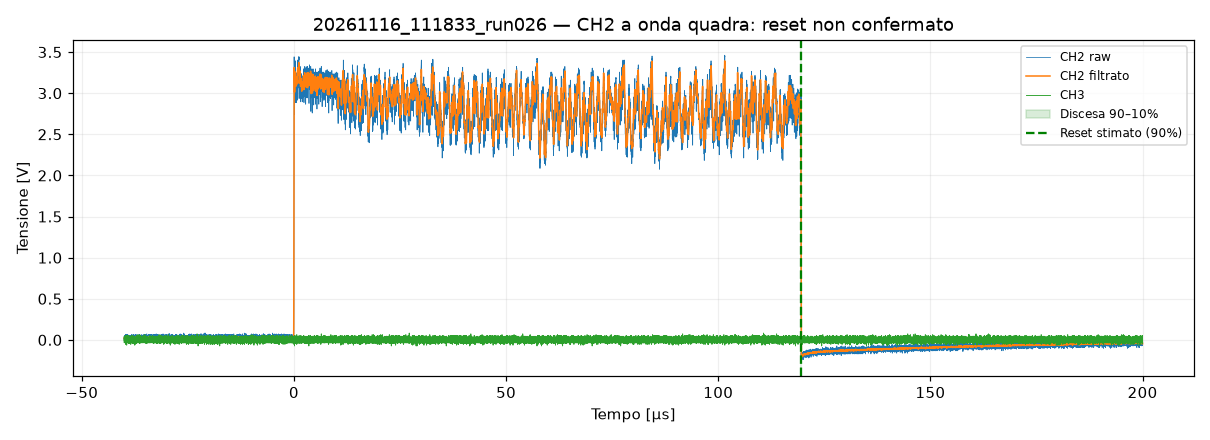 20261116_111833_run026 — CH2 a onda quadra: reset non confermato
3.5
3.0
2.5
2.0
1.5
1.0
0.5
0.0
Tensione [V]
−50
0
50
100
150
200
Tempo [µs]
CH2 raw
CH2 filtrato
CH3
Discesa 90–10%
Reset stimato (90%)